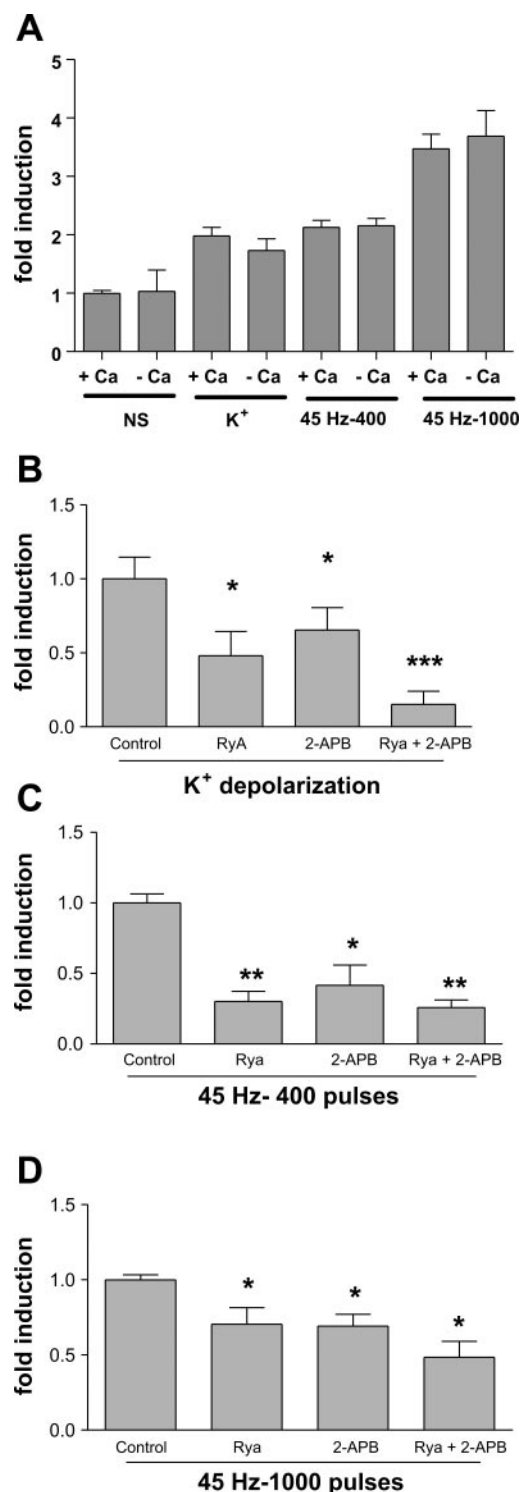 A
fold induction
5
4
3
2
1
0
+ Ca - Ca + Ca - Ca + Ca - Ca + Ca - Ca
NS K+ 45 Hz-400 45 Hz-1000
B
fold induction
1.5
1.0
0.5
0.0
* * ***
Control RyA 2-APB Rya + 2-APB
K+ depolarization
C
fold induction
1.5
1.0
0.5
0.0
** * **
Control Rya 2-APB Rya + 2-APB
45 Hz- 400 pulses
D
fold induction
1.5
1.0
0.5
0.0
* * *
Control Rya 2-APB Rya + 2-APB
45 Hz-1000 pulses